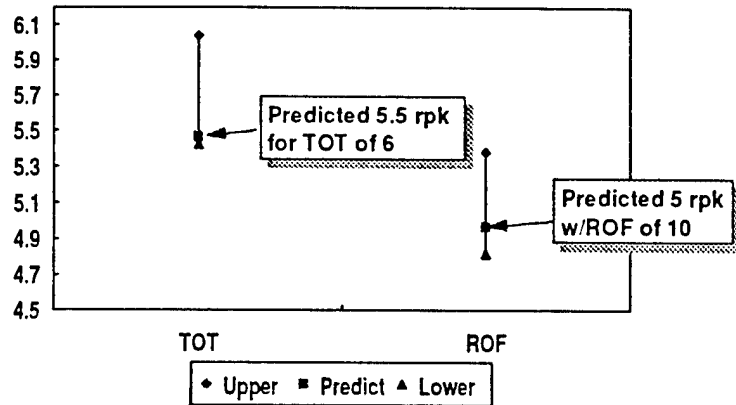 6.1
5.9
5.7
5.5
5.3
5.1
4.9
4.7
4.5
Predicted 5.5 rpk
for TOT of 6
Predicted 5 rpk
w/ROF of 10
TOT ROF
Upper Predict Lower